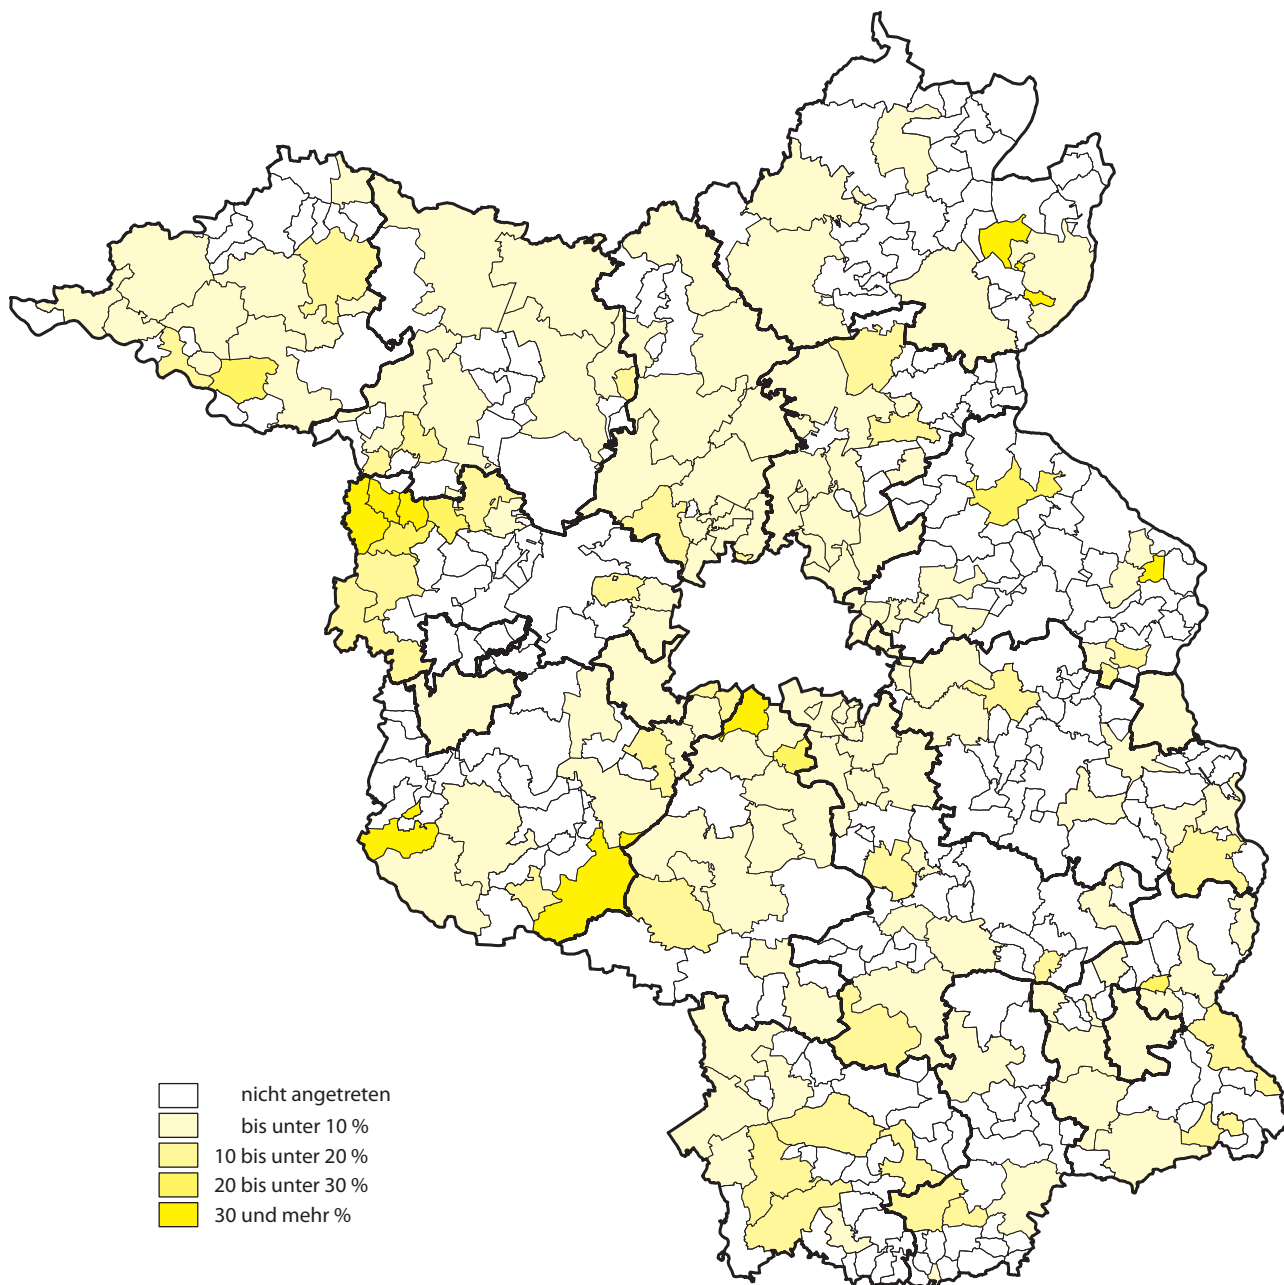 nicht angetreten
bis unter 10 %
10 bis unter 20 %
20 bis unter 30 %
30 und mehr %